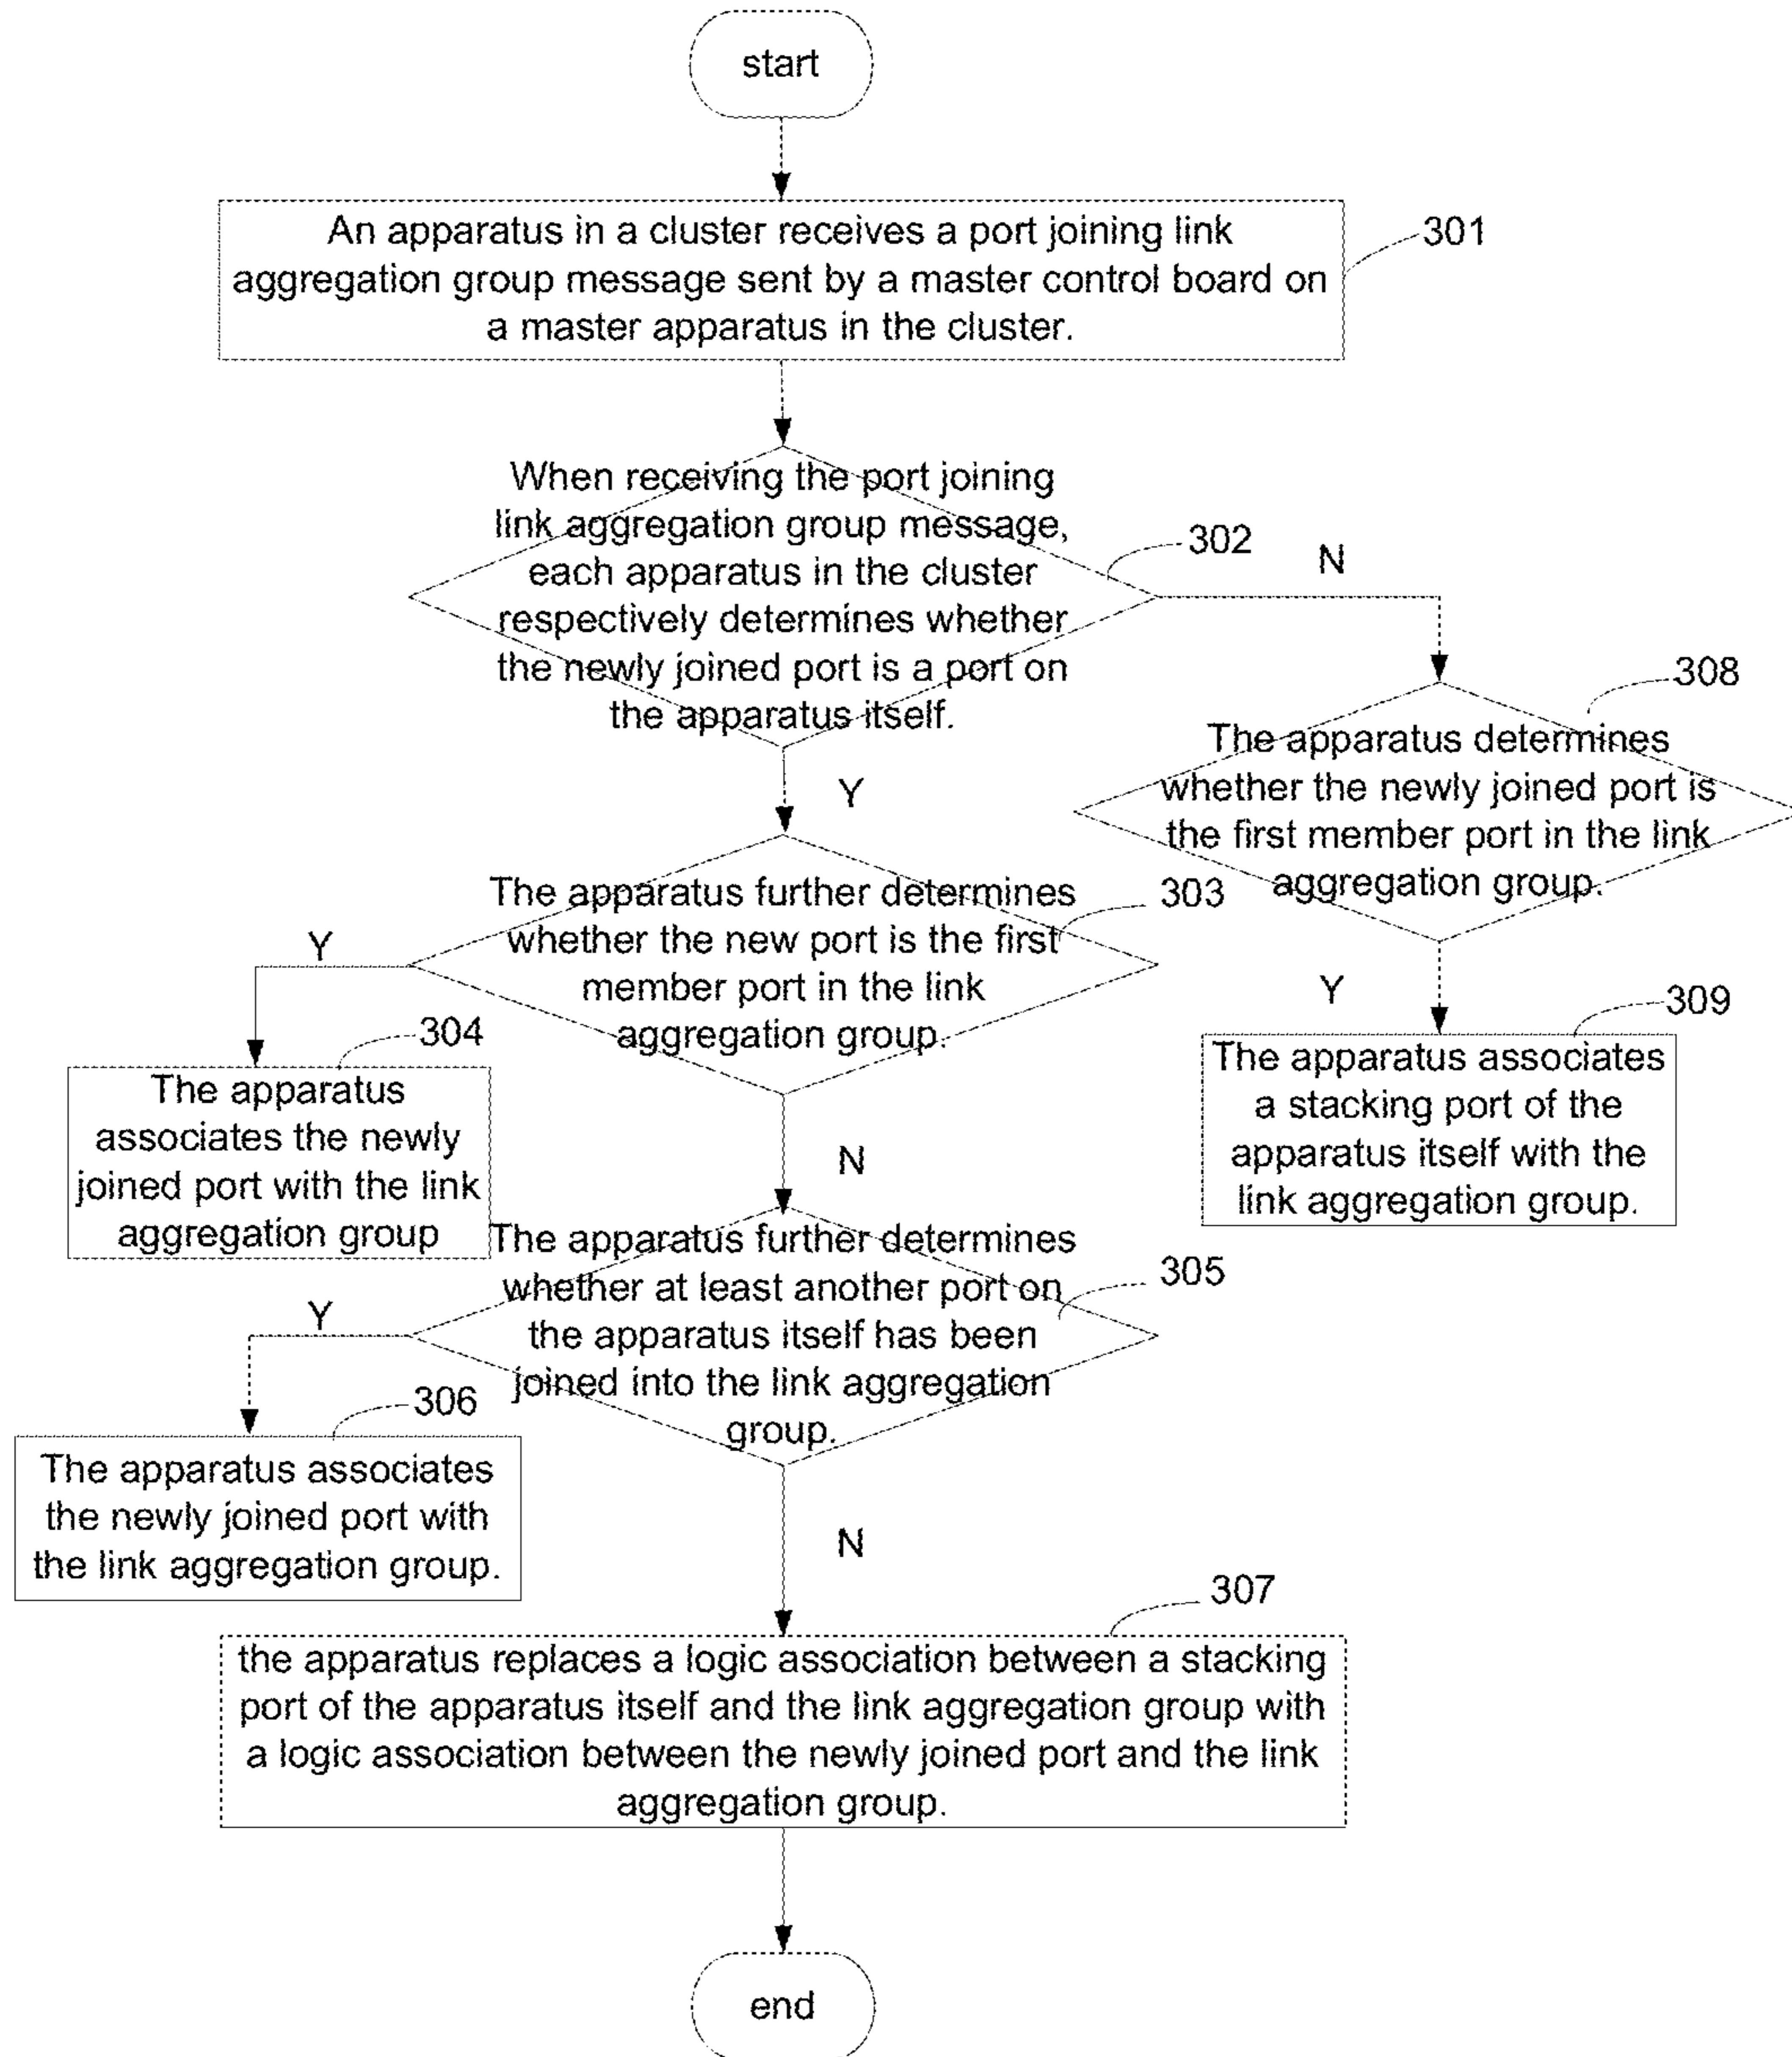 start
An apparatus in a cluster receives a port joining link
aggregation group message sent by a master control board on
a master apparatus in the cluster.
301
When receiving the port joining
link aggregation group message,
each apparatus in the cluster
respectively determines whether
the newly joined port is a port on
the apparatus itself.
302
N
Y
308
The apparatus determines
whether the newly joined port is
the first member port in the link
aggregation group.
The apparatus further determines
whether the new port is the first
member port in the link
aggregation group.
303
Y
N
Y
304
The apparatus
associates the newly
joined port with the link
aggregation group
309
The apparatus associates
a stacking port of the
apparatus itself with the
link aggregation group.
The apparatus further determines
whether at least another port on
the apparatus itself has been
joined into the link aggregation
group.
305
Y
N
306
The apparatus associates
the newly joined port with
the link aggregation group.
307
the apparatus replaces a logic association between a stacking
port of the apparatus itself and the link aggregation group with
a logic association between the newly joined port and the link
aggregation group.
end